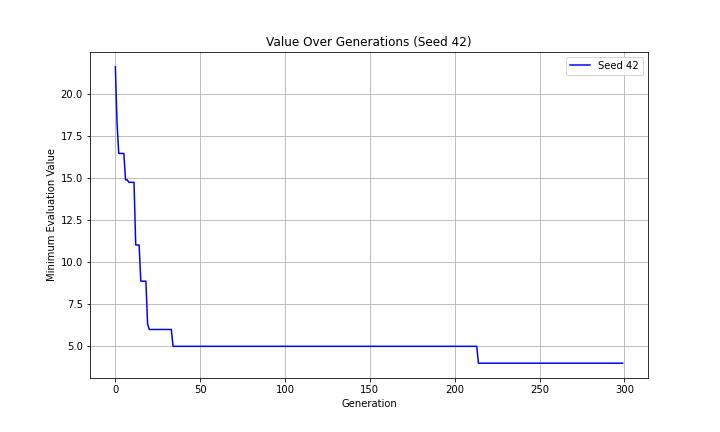 Value Over Generations (Seed 42)
Seed 42
Minimum Evaluation Value
20.0
17.5
15.0
12.5
10.0
7.5
5.0
0 50 100 150 200 250 300
Generation